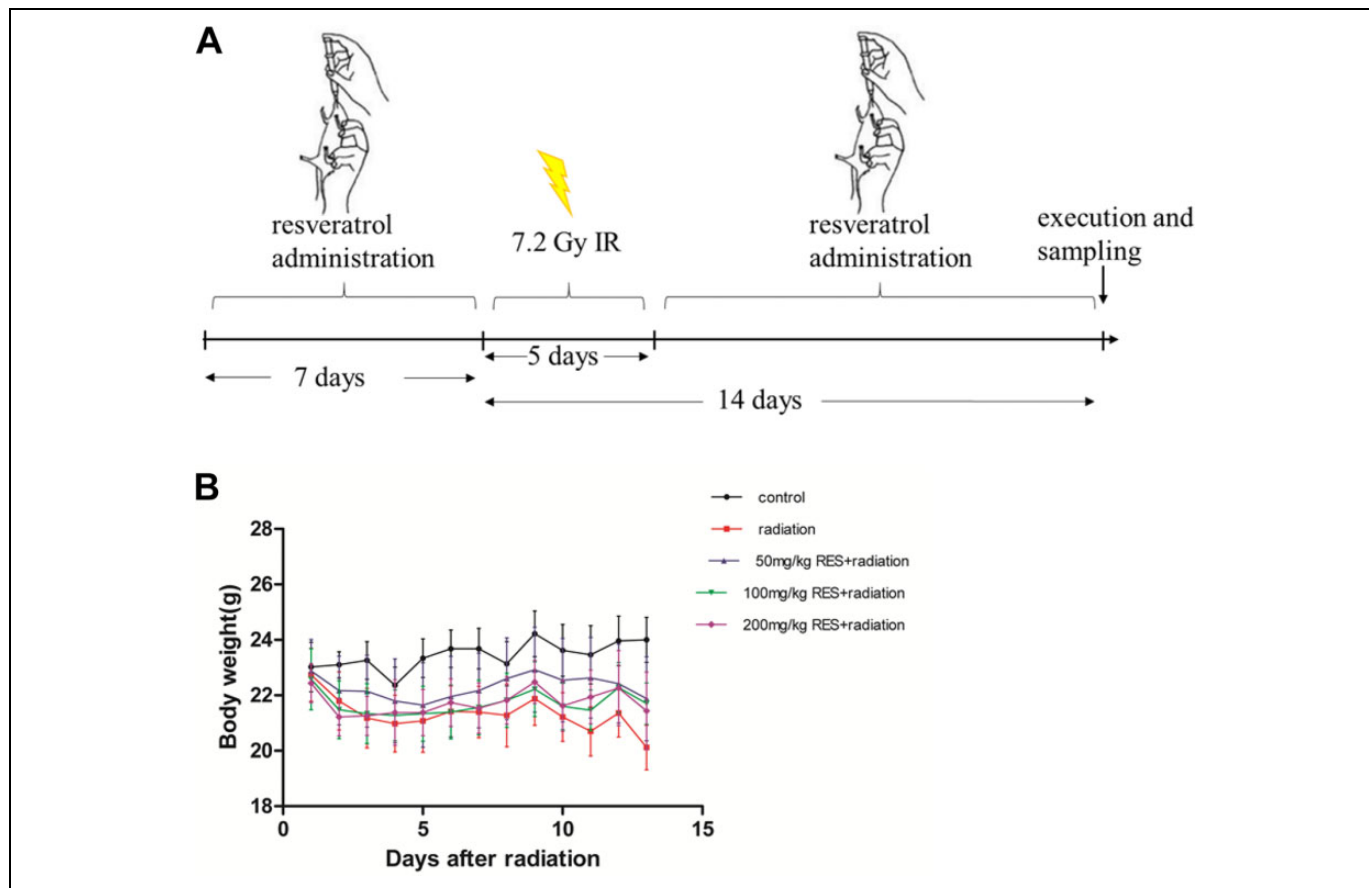 A
resveratrol
administration
7.2 Gy IR
resveratrol
administration
execution and
sampling
5 days
7 days
14 days
B
control
radiation
50mg/kg RES+radiation
100mg/kg RES+radiation
200mg/kg RES+radiation
28
26
24
22
20
18
Body weight(g)
0
5
10
15
Days after radiation